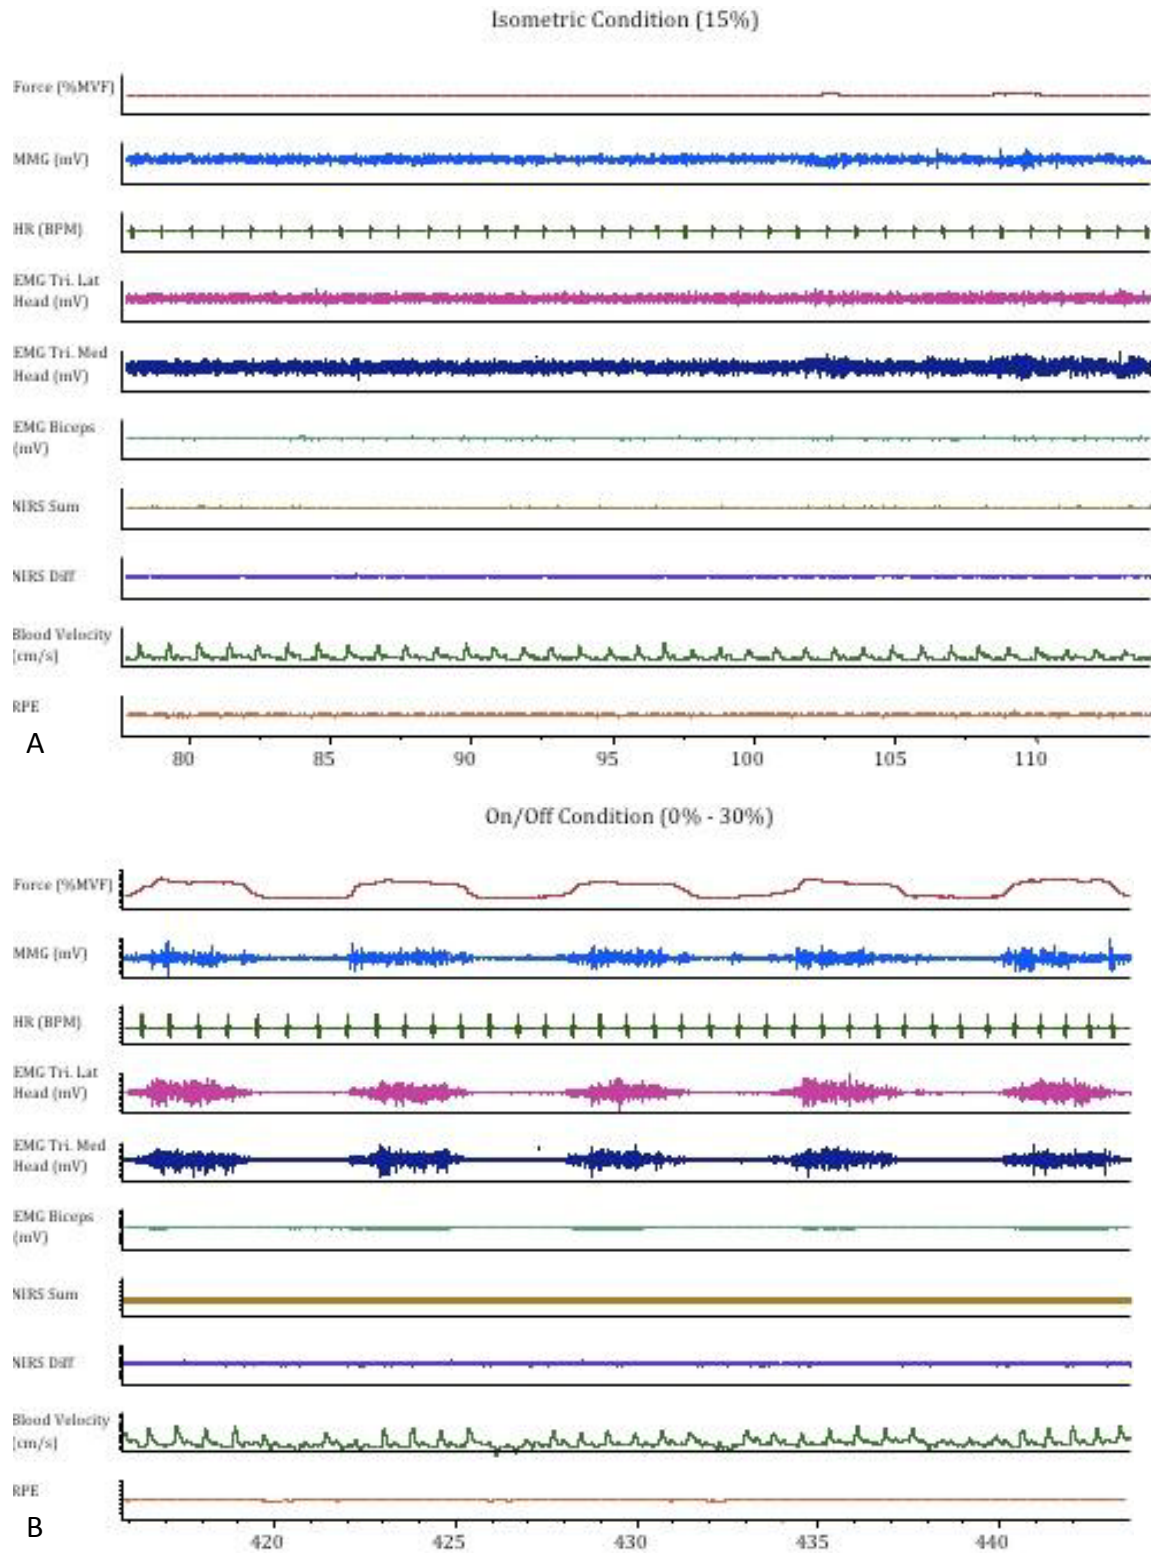 Isometric Condition (15%)
Force (%MVF)
MMG (mV)
HR (BPM)
EMG Tri. Lat
Head (mV)
EMG Tri. Med
Head (mV)
EMG Biceps
(mV)
NIRS Sum
NIRS Diff
Blood Velocity
(cm/s)
RPE
A
80 85 90 95 100 105 110
On/Off Condition (0% - 30%)
Force (%MVF)
MMG (mV)
HR (BPM)
EMG Tri. Lat
Head (mV)
EMG Tri. Med
Head (mV)
EMG Biceps
(mV)
NIRS Sum
NIRS Diff
Blood Velocity
(cm/s)
RPE
B
420 425 430 435 440